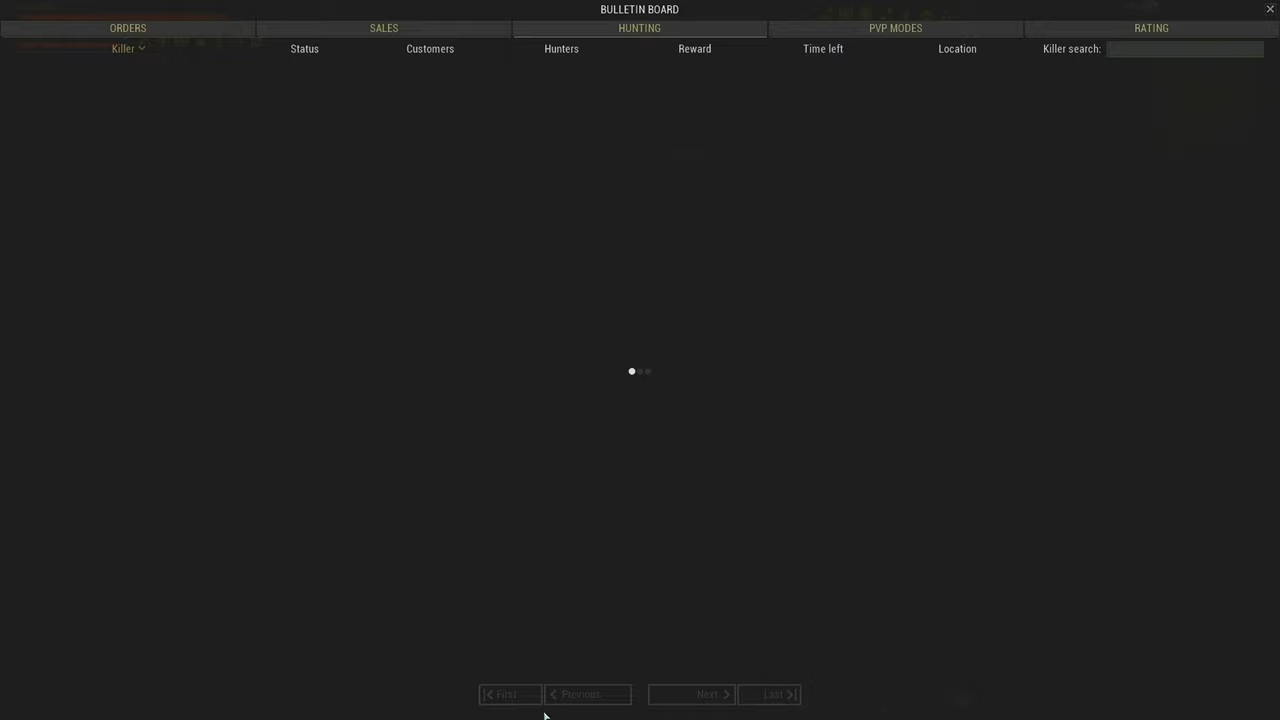 BULLETIN BOARD
ORDERS SALES HUNTING PVP MODES RATING
Killer Status Customers Hunters Reward Time left Location Killer search:
First Previous Next Last